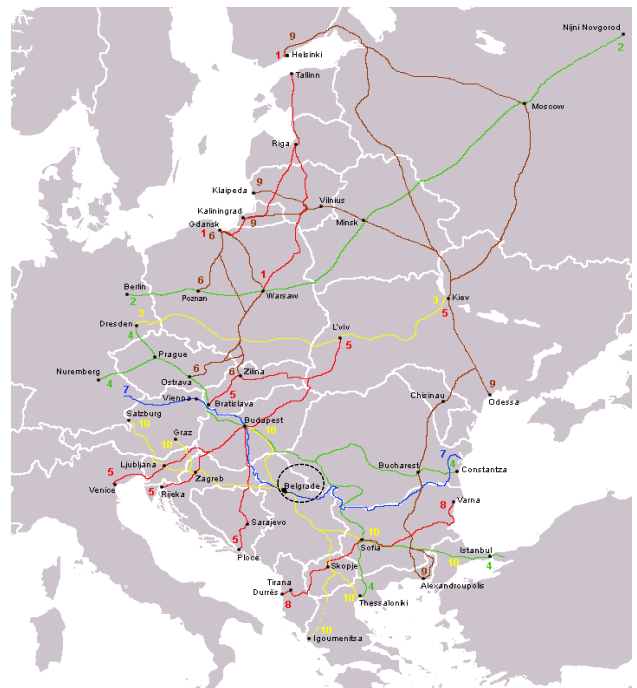 9
Nijni Novgorod
2
1
Helsinki
Tallinn
Moscow
Riga
Klaipeda
9
Vilnius
Kaliningrad
9
Gdansk
1
6
Minsk
1
6
Berlin
2
Poznan
Warsaw
3
Kiev
5
3
Dresden
4
L'viv
5
Prague
Nuremberg
4
6
Ostrava
6
Zilina
9
Odessa
7
Vienna
5
Bratislava
Chisinau
Salzburg
10
Budapest
10
Graz
10
7
Ljubljana
Zagreb
Bucharest
4
Constantza
Venice
5
5
Rijeka
Belgrade
8
Varna
Sarajevo
5
Ploce
10
Sofia
Istanbul
10
4
Skopje
9
Alexandroupolis
Tirana
Durrës
8
10
4
Thessaloniki
10
Igoumenitsa